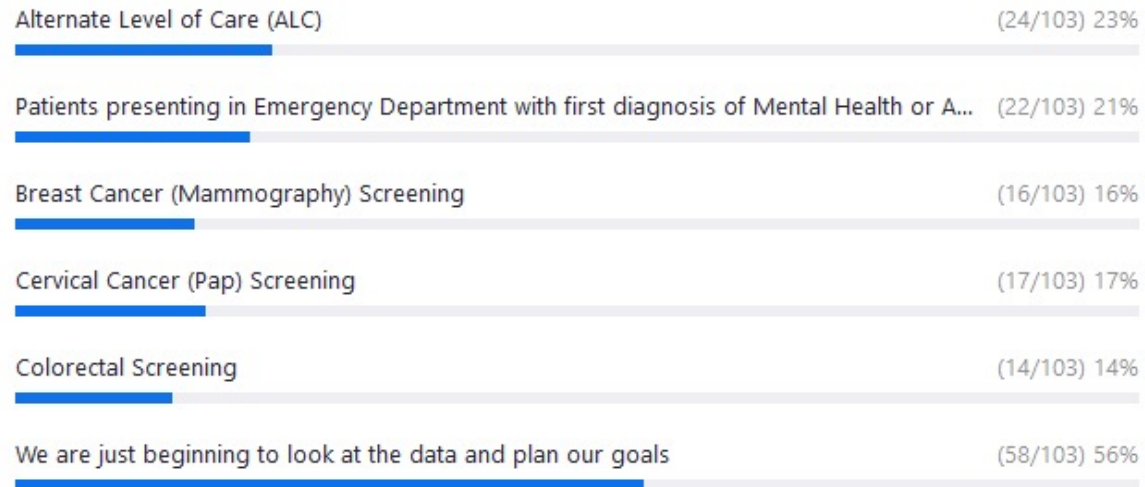 Alternate Level of Care (ALC) (24/103) 23%
Patients presenting in Emergency Department with first diagnosis of Mental Health or A... (22/103) 21%
Breast Cancer (Mammography) Screening (16/103) 16%
Cervical Cancer (Pap) Screening (17/103) 17%
Colorectal Screening (14/103) 14%
We are just beginning to look at the data and plan our goals (58/103) 56%